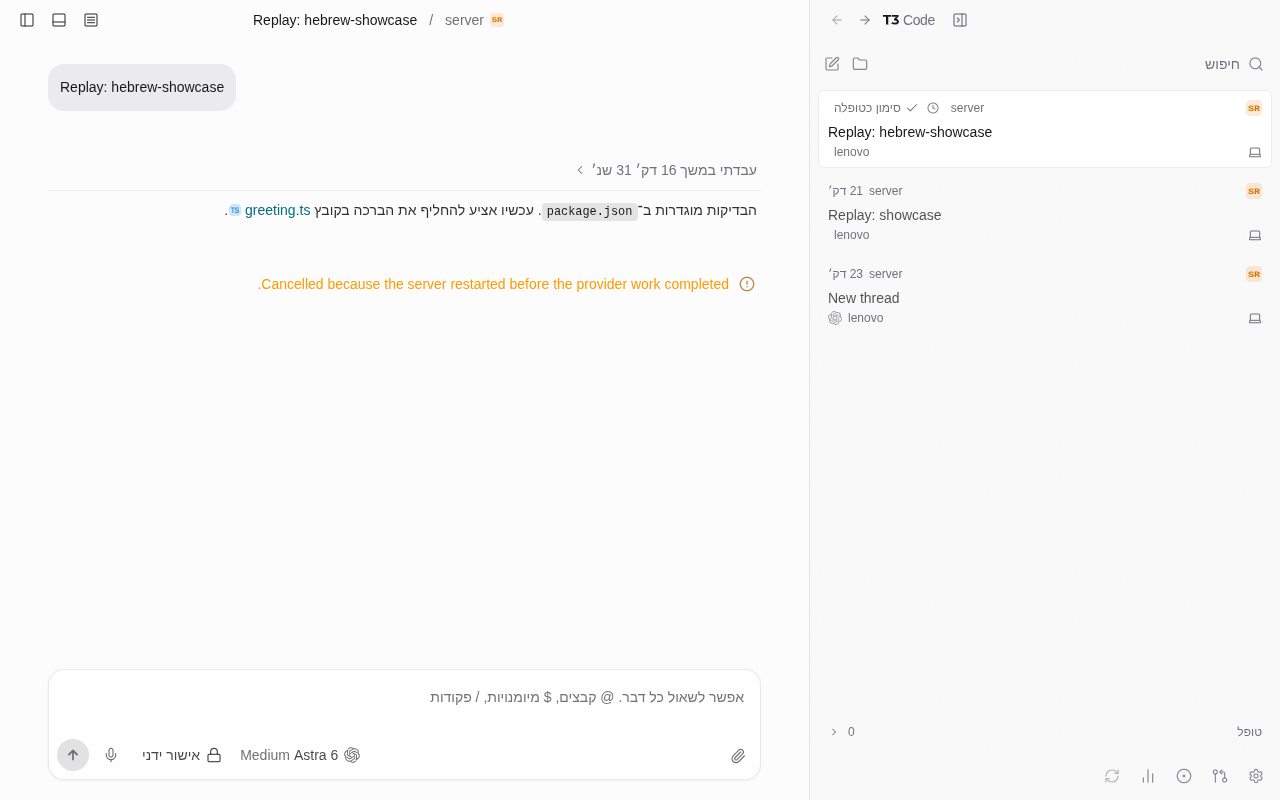 Replay: hebrew-showcase / server SR
T3 Code
Replay: hebrew-showcase
עבדתי במשך 16 דק׳ 31 שנ׳
הבדיקות מוגדרות ב־package.json. עכשיו אציע להחליף את הברכה בקובץ TS greeting.ts.
Cancelled because the server restarted before the provider work completed.
אפשר לשאול כל דבר. @ קבצים, $ מיומנויות, / פקודות
Astra 6 Medium
אישור ידני
חיפוש
SR server סימון כטופלה
Replay: hebrew-showcase
lenovo
SR server 21 דק׳
Replay: showcase
lenovo
SR server 23 דק׳
New thread
lenovo
טופל 0